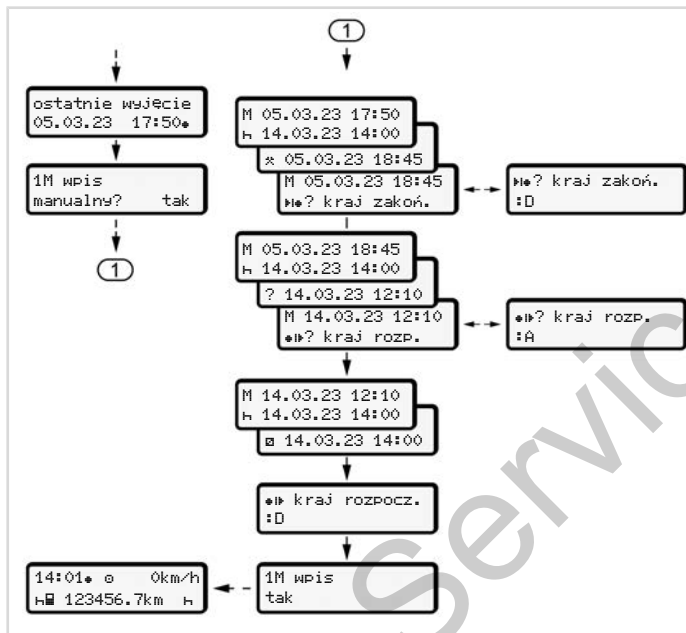 ostatnie wyjęcie
05.03.23 17:50
1M wpis
manualny? tak
1
1
M 05.03.23 17:50
14.03.23 14:00
05.03.23 18:45
M 05.03.23 18:45
? kraj zakoń.
? kraj zakoń.
:D
M 05.03.23 18:45
14.03.23 14:00
? 14.03.23 12:10
M 14.03.23 12:10
? kraj rozp.
? kraj rozp.
:A
M 14.03.23 12:10
14.03.23 14:00
14.03.23 14:00
kraj rozpocz.
:D
1M wpis
tak
14:01 0km/h
123456.7km
Servic